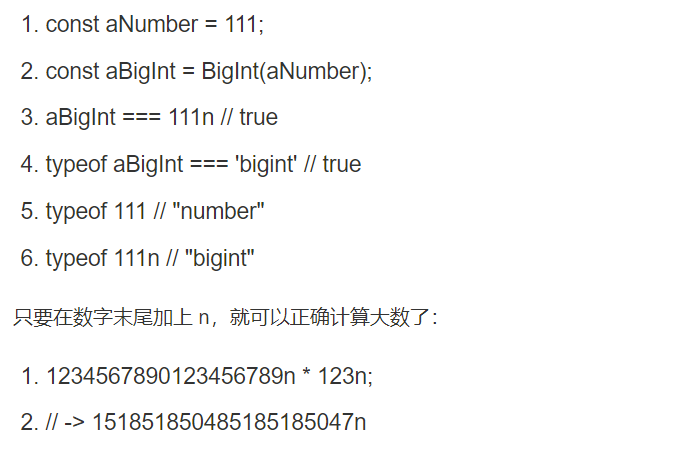 1. const aNumber = 111;
2. const aBigInt = BigInt(aNumber);
3. aBigInt === 111n // true
4. typeof aBigInt === 'bigint' // true
5. typeof 111 // "number"
6. typeof 111n // "bigint"
只要在数字末尾加上 n，就可以正确计算大数了：
1. 1234567890123456789n * 123n;
2. // -> 151851850485185185047n